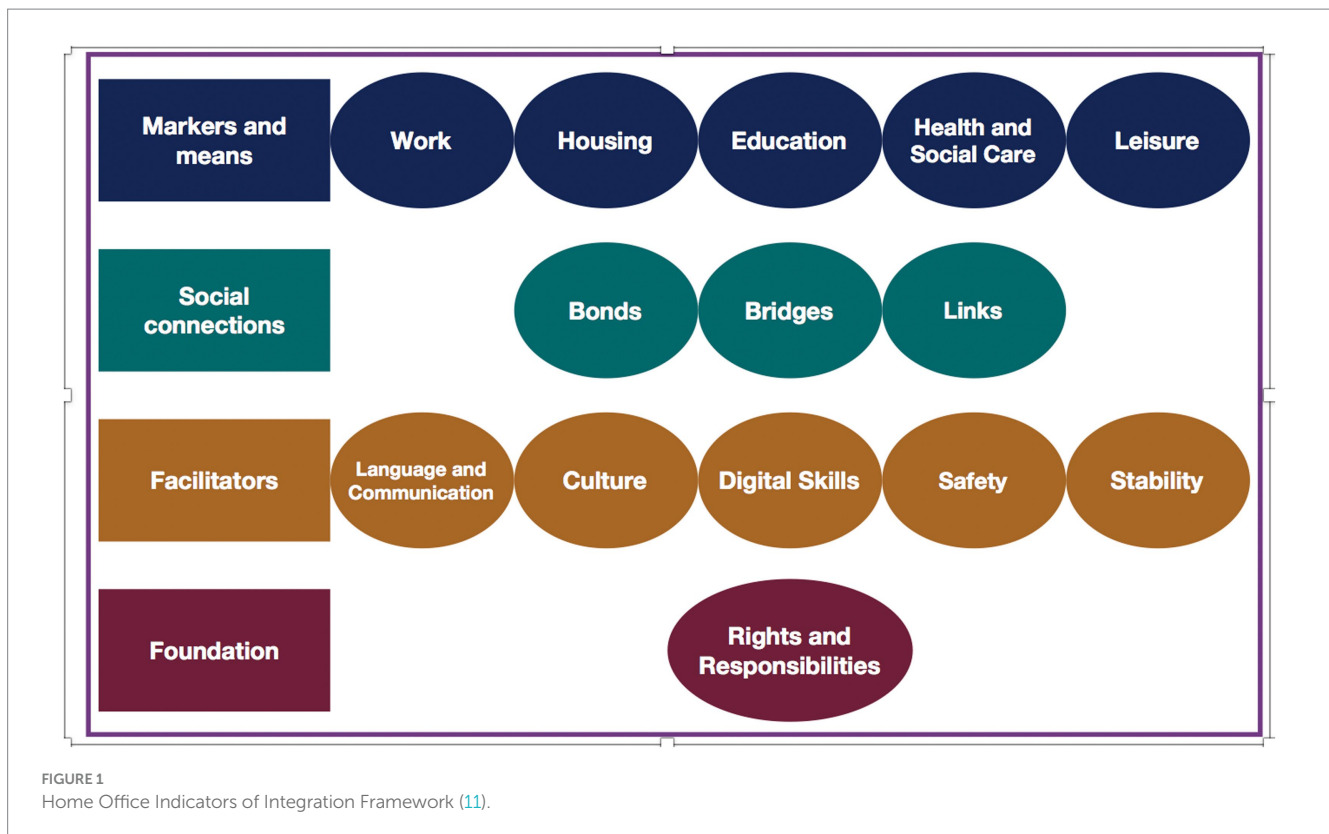 Markers and
means
Work
Housing
Education
Health and
Social Care
Leisure
Social
connections
Bonds
Bridges
Links
Facilitators
Language and
Communication
Culture
Digital Skills
Safety
Stability
Foundation
Rights and
Responsibilities
FIGURE 1
Home Office Indicators of Integration Framework (11).